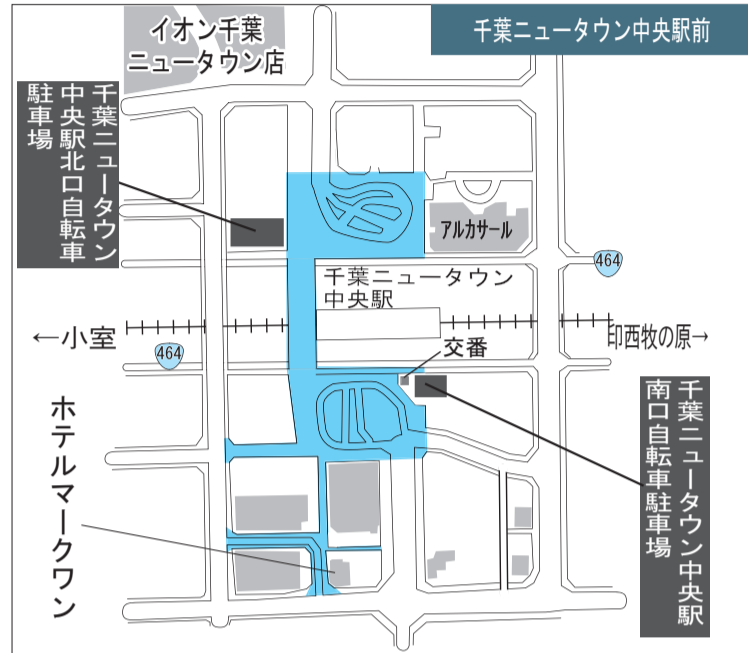 千葉ニュータウン中央駅前
イオン千葉
ニュータウン店
千葉ニュータウン
中央駅北口自転車
駐車場
アルカサール
464
千葉ニュータウン
中央駅
←小室
464
印西牧の原→
交番
千葉ニュータウン中央駅
南口自転車駐車場
ホテルマークワン